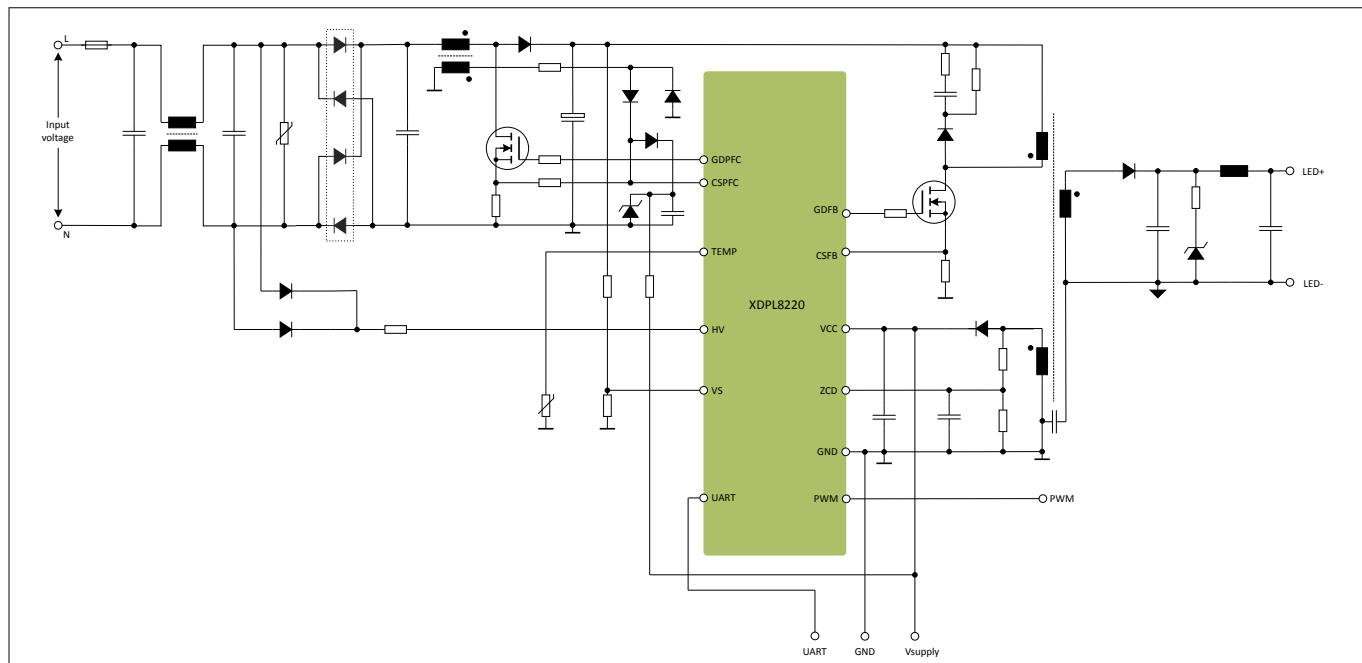 L
Input
voltage
N
GDPFC
CSPFC
TEMP
HV
VS
UART
XDPL8220
GDFB
CSFB
VCC
ZCD
GND
PWM
PWM
LED+
LED-
UART
GND
Vsupply